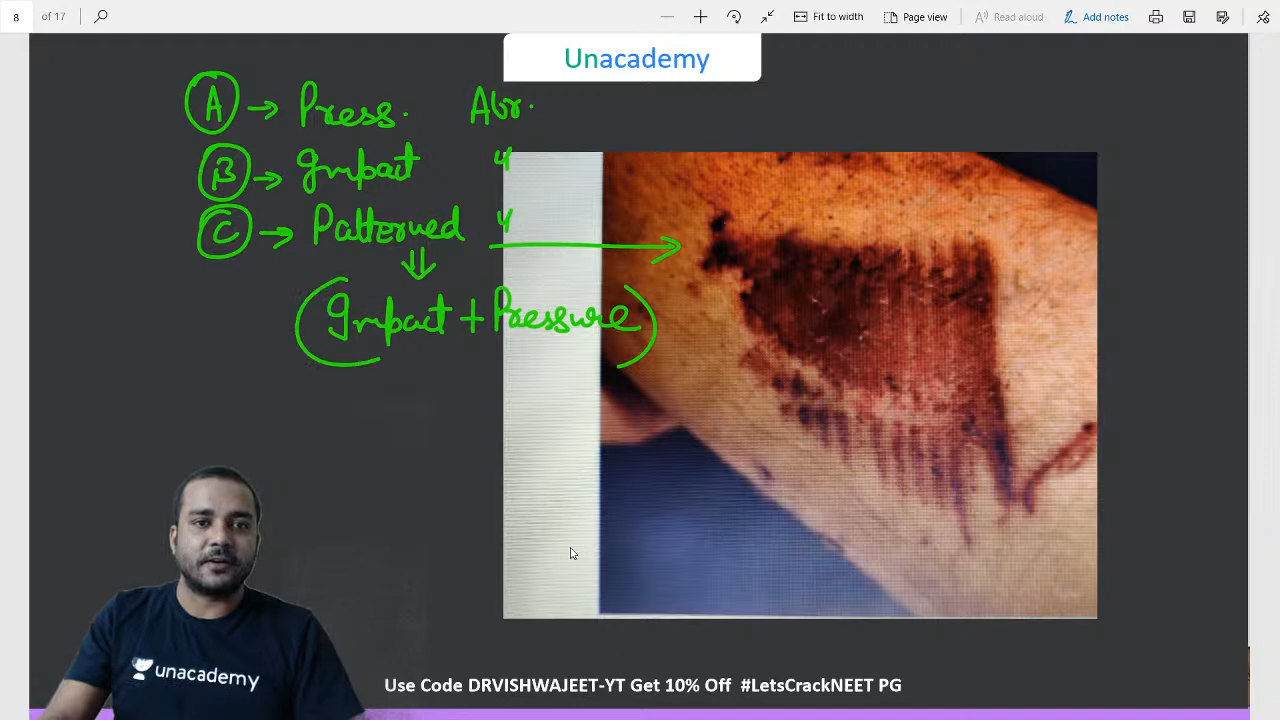 8 of 17
Fit to width
Page view
Read aloud
Add notes
Unacademy
A → Press. Abr.
B → Impact "
C → Patterned "
(Impact + Pressure)
unacademy
Use Code DRVISHWAJEET-YT Get 10% Off #LetsCrackNEET PG